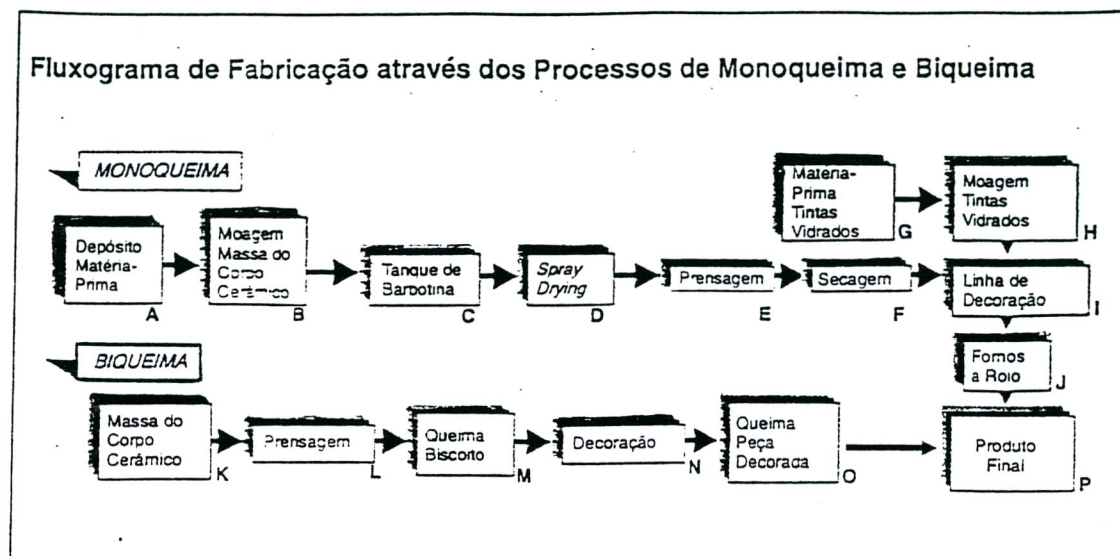 Fluxograma de Fabricação através dos Processos de Monoqueima e Biqueima
MONOQUEIMA
Matéria-
Prima
Tintas
Vidrados
G
Moagem
Tintas
Vidrados
H
Depósito
Matéria-
Prima
A
Moagem
Massa do
Corpo
Cerâmico
B
Tanque de
Barbotina
C
Spray
Drying
D
Prensagem
E
Secagem
F
Linha de
Decoração
I
Fornos
a Rolo
J
BIQUEIMA
Massa do
Corpo
Cerâmico
K
Prensagem
L
Queima
Biscoito
M
Decoração
N
Queima
Peça
Decorada
O
Produto
Final
P